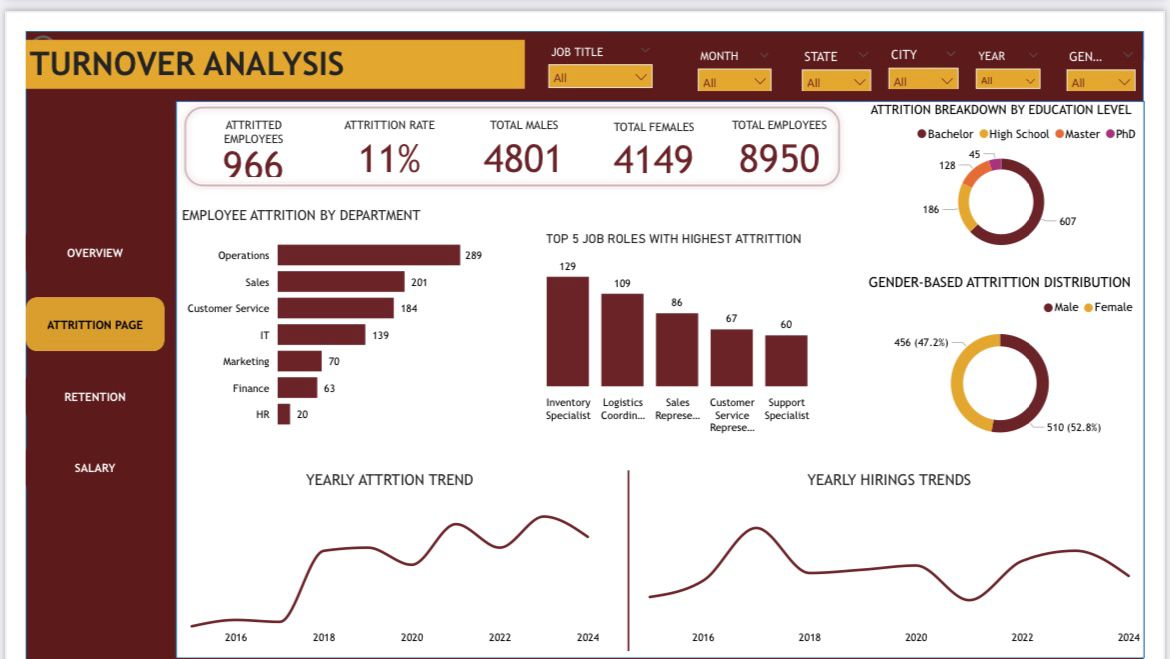 TURNOVER ANALYSIS
JOB TITLE
All
MONTH
All
STATE
All
CITY
All
YEAR
All
GEN...
All
OVERVIEW
ATTRITTION PAGE
RETENTION
SALARY
ATTRITTED
EMPLOYEES
966
ATTRITTION RATE
11%
TOTAL MALES
4801
TOTAL FEMALES
4149
TOTAL EMPLOYEES
8950
ATTRITION BREAKDOWN BY EDUCATION LEVEL
Bachelor High School Master PhD
45
128
186
607
EMPLOYEE ATTRITION BY DEPARTMENT
Operations 289
Sales 201
Customer Service 184
IT 139
Marketing 70
Finance 63
HR 20
TOP 5 JOB ROLES WITH HIGHEST ATTRITTION
129
109
86
67
60
Inventory
Specialist
Logistics
Coordin...
Sales
Represe...
Customer
Service
Represe...
Support
Specialist
GENDER-BASED ATTRITTION DISTRIBUTION
Male Female
456 (47.2%)
510 (52.8%)
YEARLY ATTRTION TREND
2016 2018 2020 2022 2024
YEARLY HIRINGS TRENDS
2016 2018 2020 2022 2024